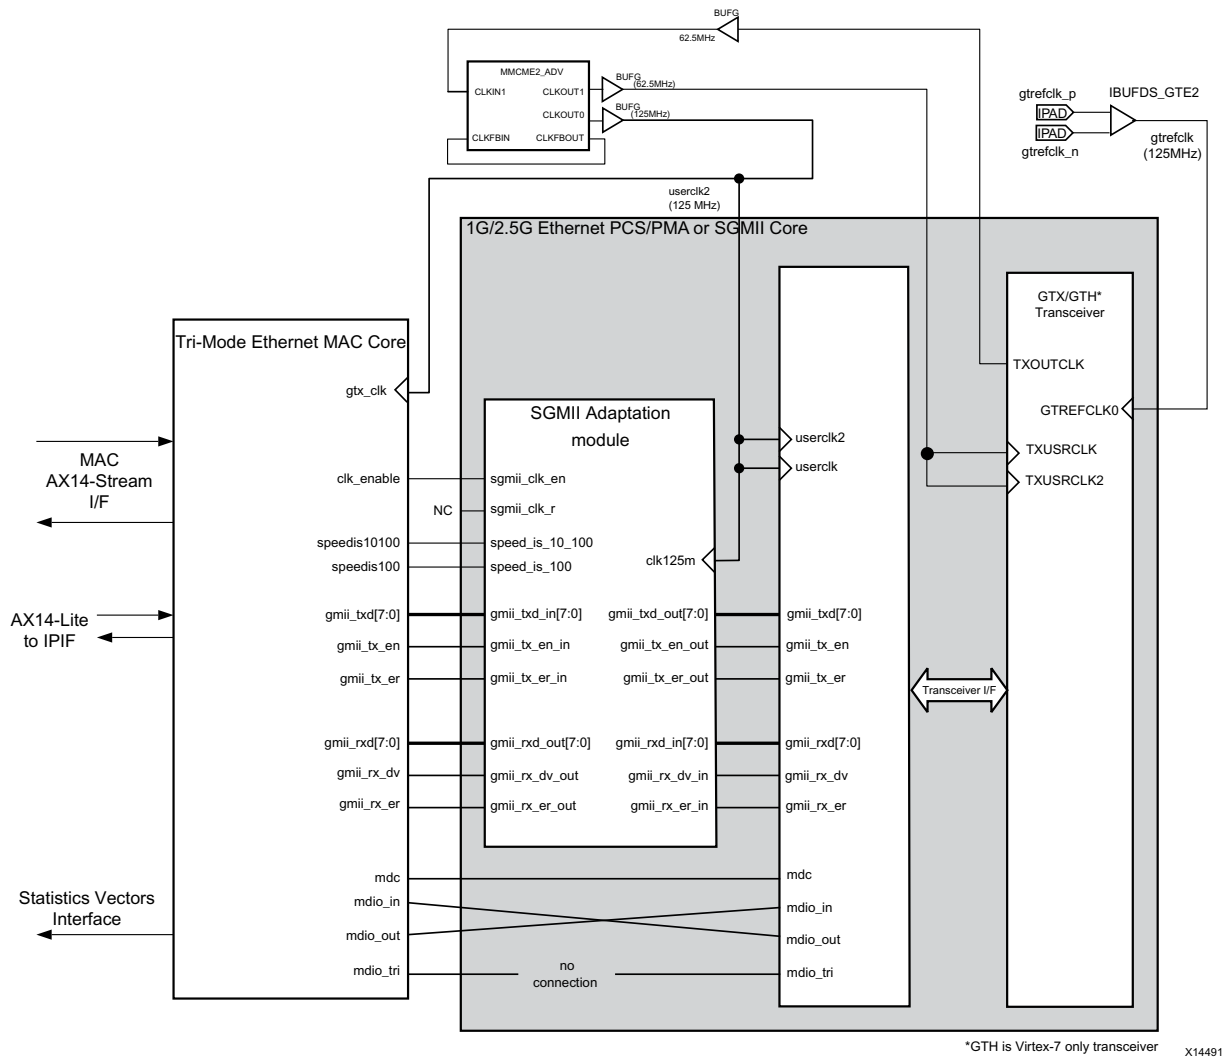 BUFG
62.5MHz
MMCME2_ADV
CLKIN1
CLKOUT1
CLKOUT0
CLKFBIN
CLKFBOUT
BUFG
(62.5MHz)
BUFG
(125MHz)
gtrefclk_p
IPAD
IPAD
gtrefclk_n
IBUFDS_GTE2
gtrefclk
(125MHz)
userclk2
(125 MHz)
1G/2.5G Ethernet PCS/PMA or SGMII Core
GTX/GTH*
Transceiver
TXOUTCLK
GTREFCLK0
TXUSRCLK
TXUSRCLK2
Tri-Mode Ethernet MAC Core
gtx_clk
clk_enable
NC
speedis10100
speedis100
gmii_txd[7:0]
gmii_tx_en
gmii_tx_er
gmii_rxd[7:0]
gmii_rx_dv
gmii_rx_er
mdc
mdio_in
mdio_out
mdio_tri
MAC
AX14-Stream
I/F
AX14-Lite
to IPIF
Statistics Vectors
Interface
SGMII Adaptation
module
sgmii_clk_en
sgmii_clk_r
speed_is_10_100
speed_is_100
clk125m
gmii_txd_in[7:0]
gmii_txd_out[7:0]
gmii_tx_en_in
gmii_tx_en_out
gmii_tx_er_in
gmii_tx_er_out
gmii_rxd_out[7:0]
gmii_rxd_in[7:0]
gmii_rx_dv_out
gmii_rx_dv_in
gmii_rx_er_out
gmii_rx_er_in
userclk2
userclk
gmii_txd[7:0]
gmii_tx_en
gmii_tx_er
gmii_rxd[7:0]
gmii_rx_dv
gmii_rx_er
mdc
mdio_in
mdio_out
mdio_tri
no
connection
Transceiver I/F
*GTH is Virtex-7 only transceiver
X14491